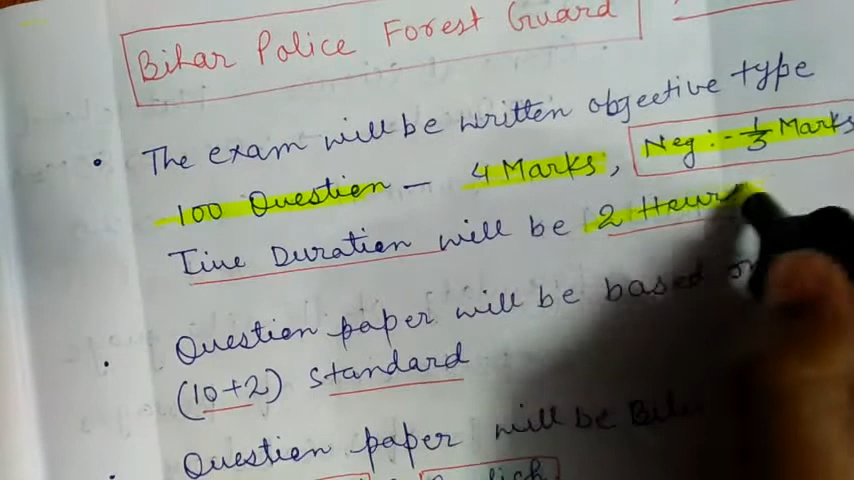 Bihar Police Forest Guard
• The exam will be written objective type
100 Question - 4 Marks, Neg:- 1/3 Marks
Time Duration will be 2 Hours
• Question paper will be based
(10+2) standard
• Question paper will be